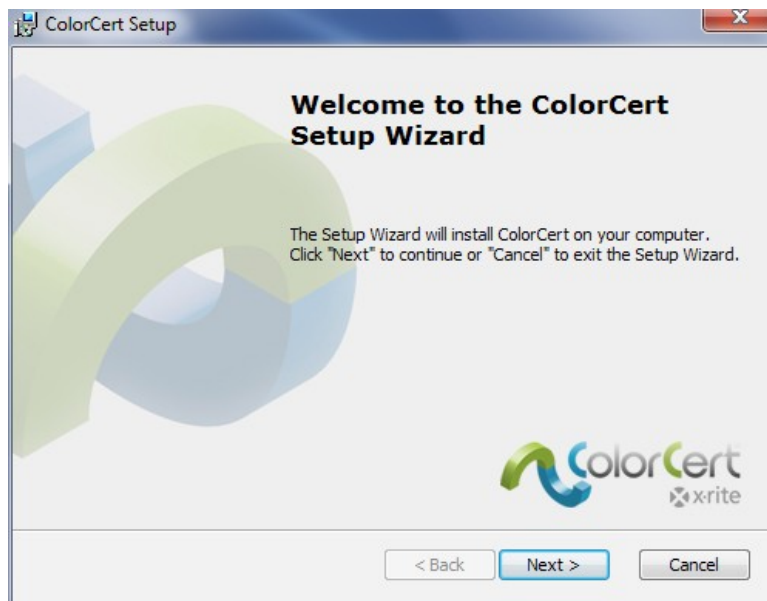 ColorCert Setup
Welcome to the ColorCert
Setup Wizard
The Setup Wizard will install ColorCert on your computer.
Click "Next" to continue or "Cancel" to exit the Setup Wizard.
ColorCert
x·rite
< Back Next > Cancel